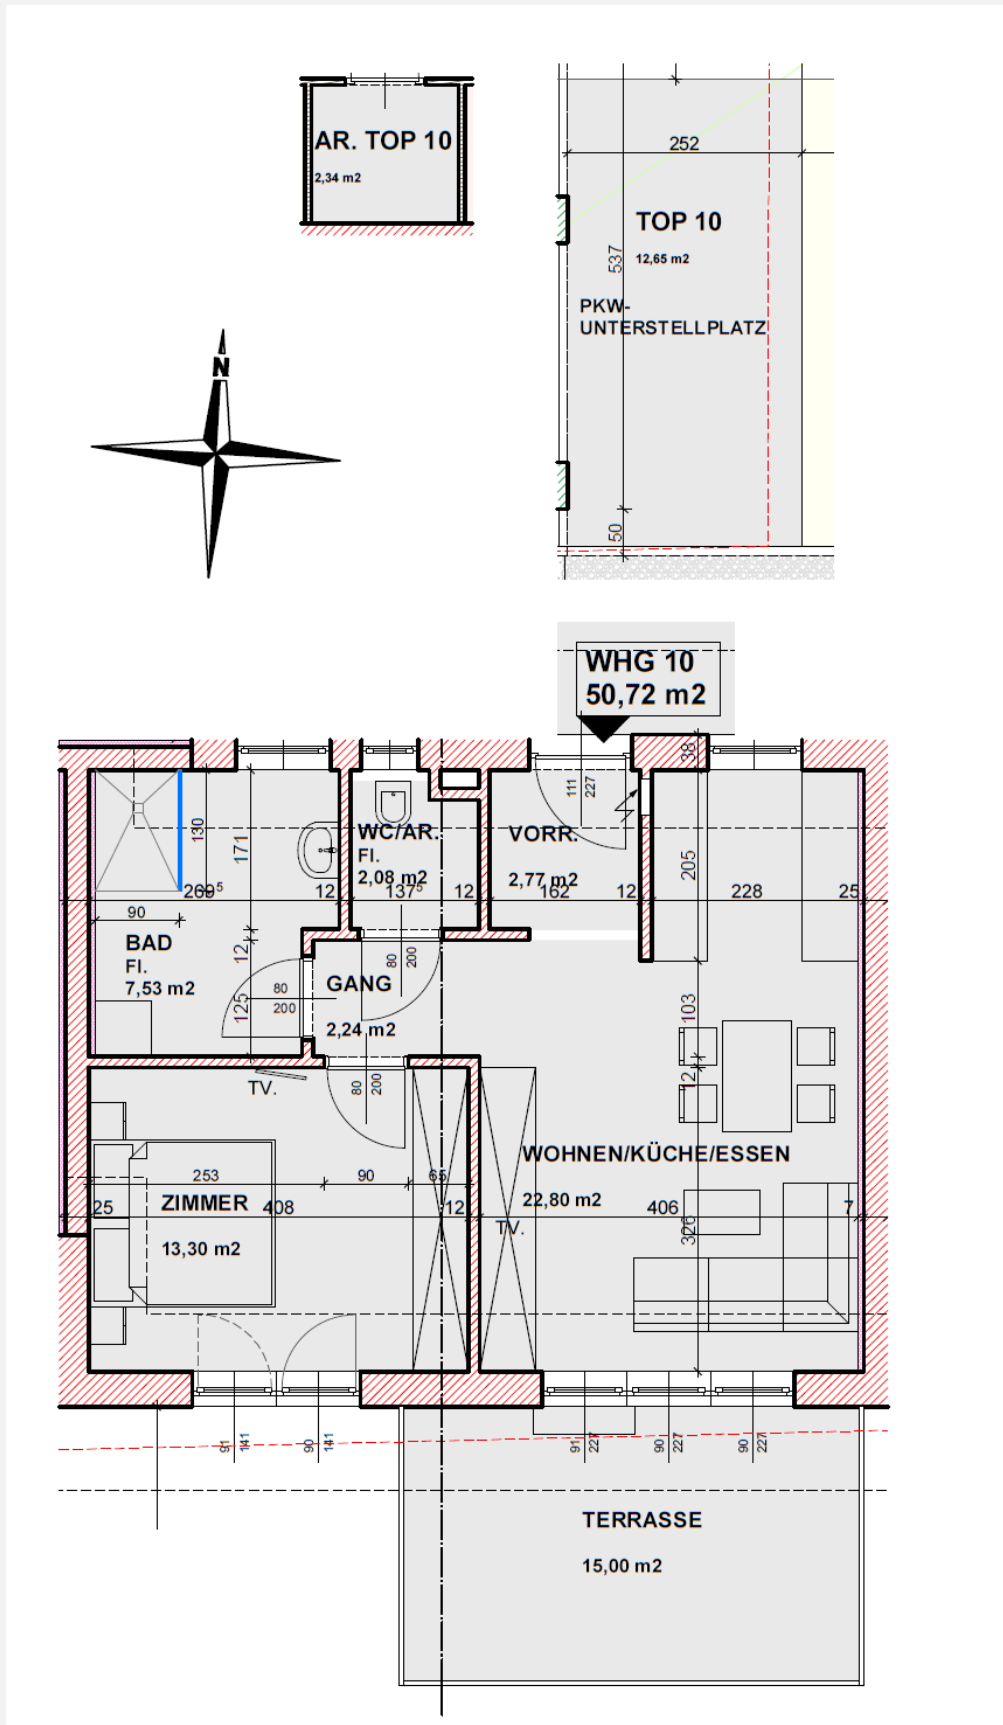 AR. TOP 10
2,34 m2
252
TOP 10
12,65 m2
537
PKW-
UNTERSTELLPLATZ
50
N
WHG 10
50,72 m2
38
111
227
130
171
WC/AR.
Fl.
2,08 m2
VORR.
2,77 m2
205
269⁵
12
137⁵
12
162
12
228
25
90
BAD
Fl.
7,53 m2
12
125
80
200
80
200
GANG
2,24 m2
103
12
TV.
80
200
WOHNEN/KÜCHE/ESSEN
22,80 m2
253
90
65
ZIMMER
13,30 m2
25
408
12
406
7
326
TV.
91
141
90
141
91
227
90
227
90
227
TERRASSE
15,00 m2